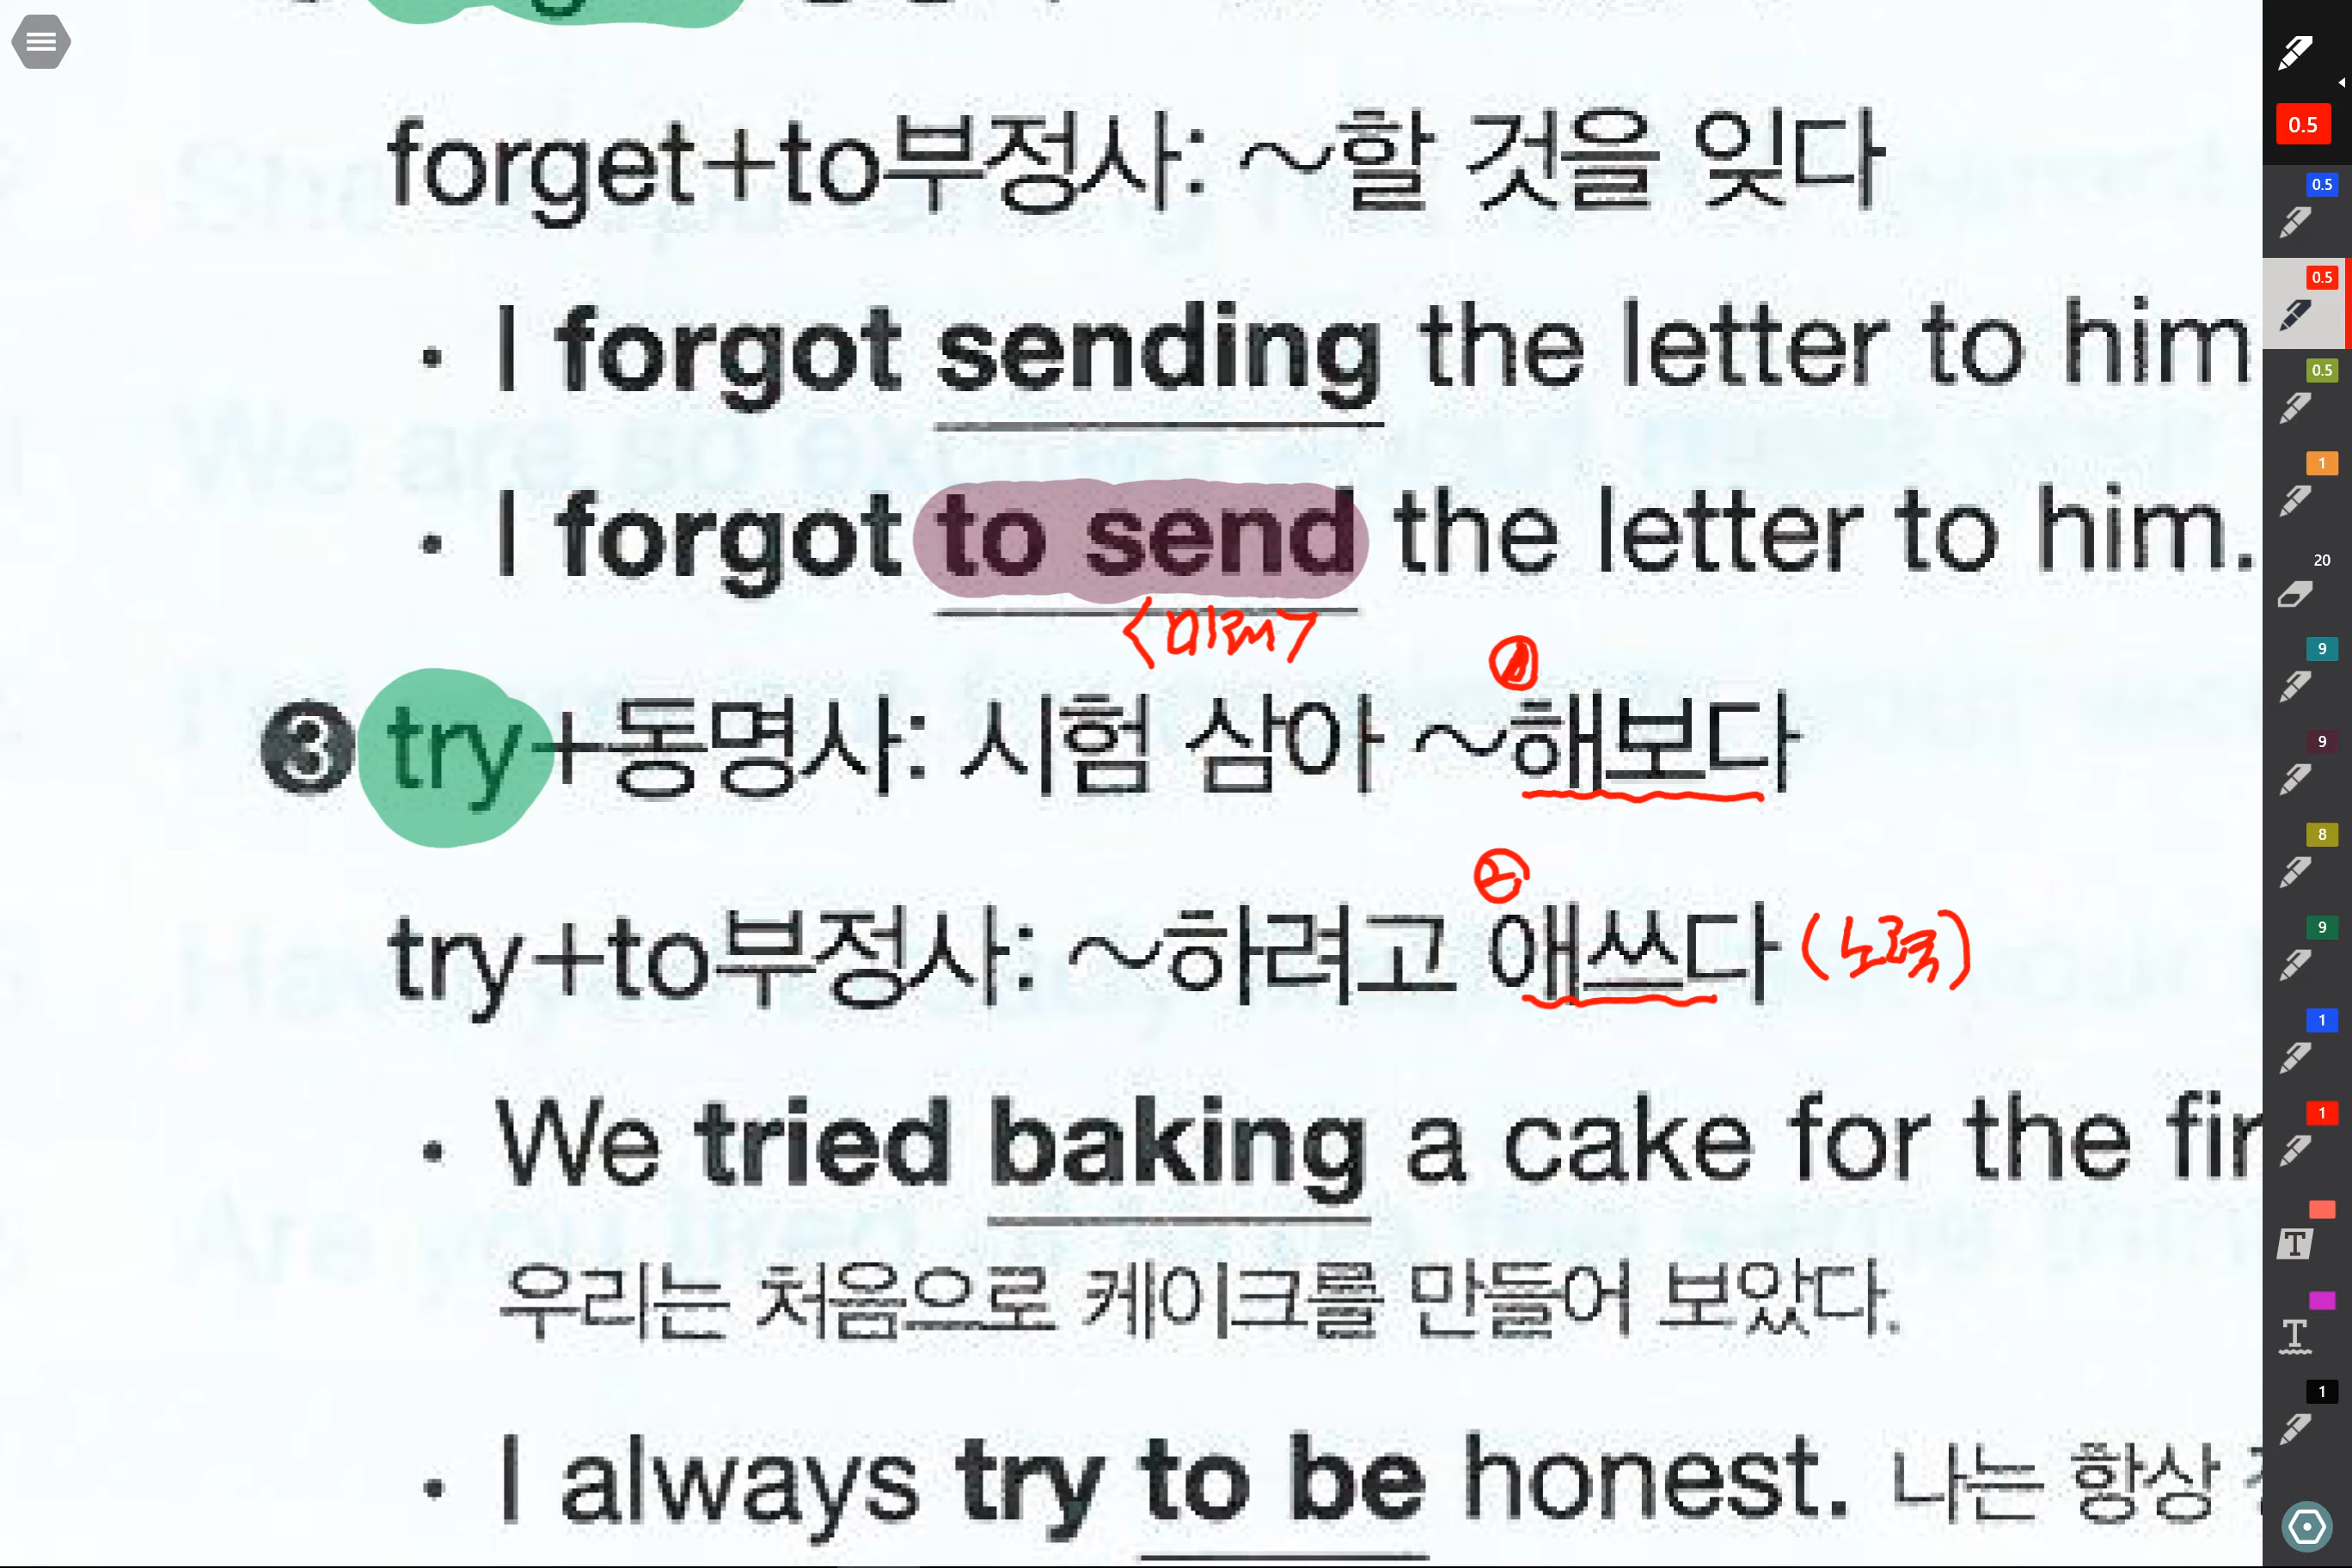 forget+to부정사: ~할 것을 잊다
· I forgot sending the letter to him
· I forgot to send the letter to him.
<미래>
③ try+동명사: 시험 삼아 ~해보다
②
try+to부정사: ~하려고 애쓰다 (노력)
· We tried baking a cake for the fir
우리는 처음으로 케이크를 만들어 보았다.
· I always try to be honest. 나는 항상
0.5
0.5
0.5
0.5
1
20
9
9
8
9
1
1
T
T
1